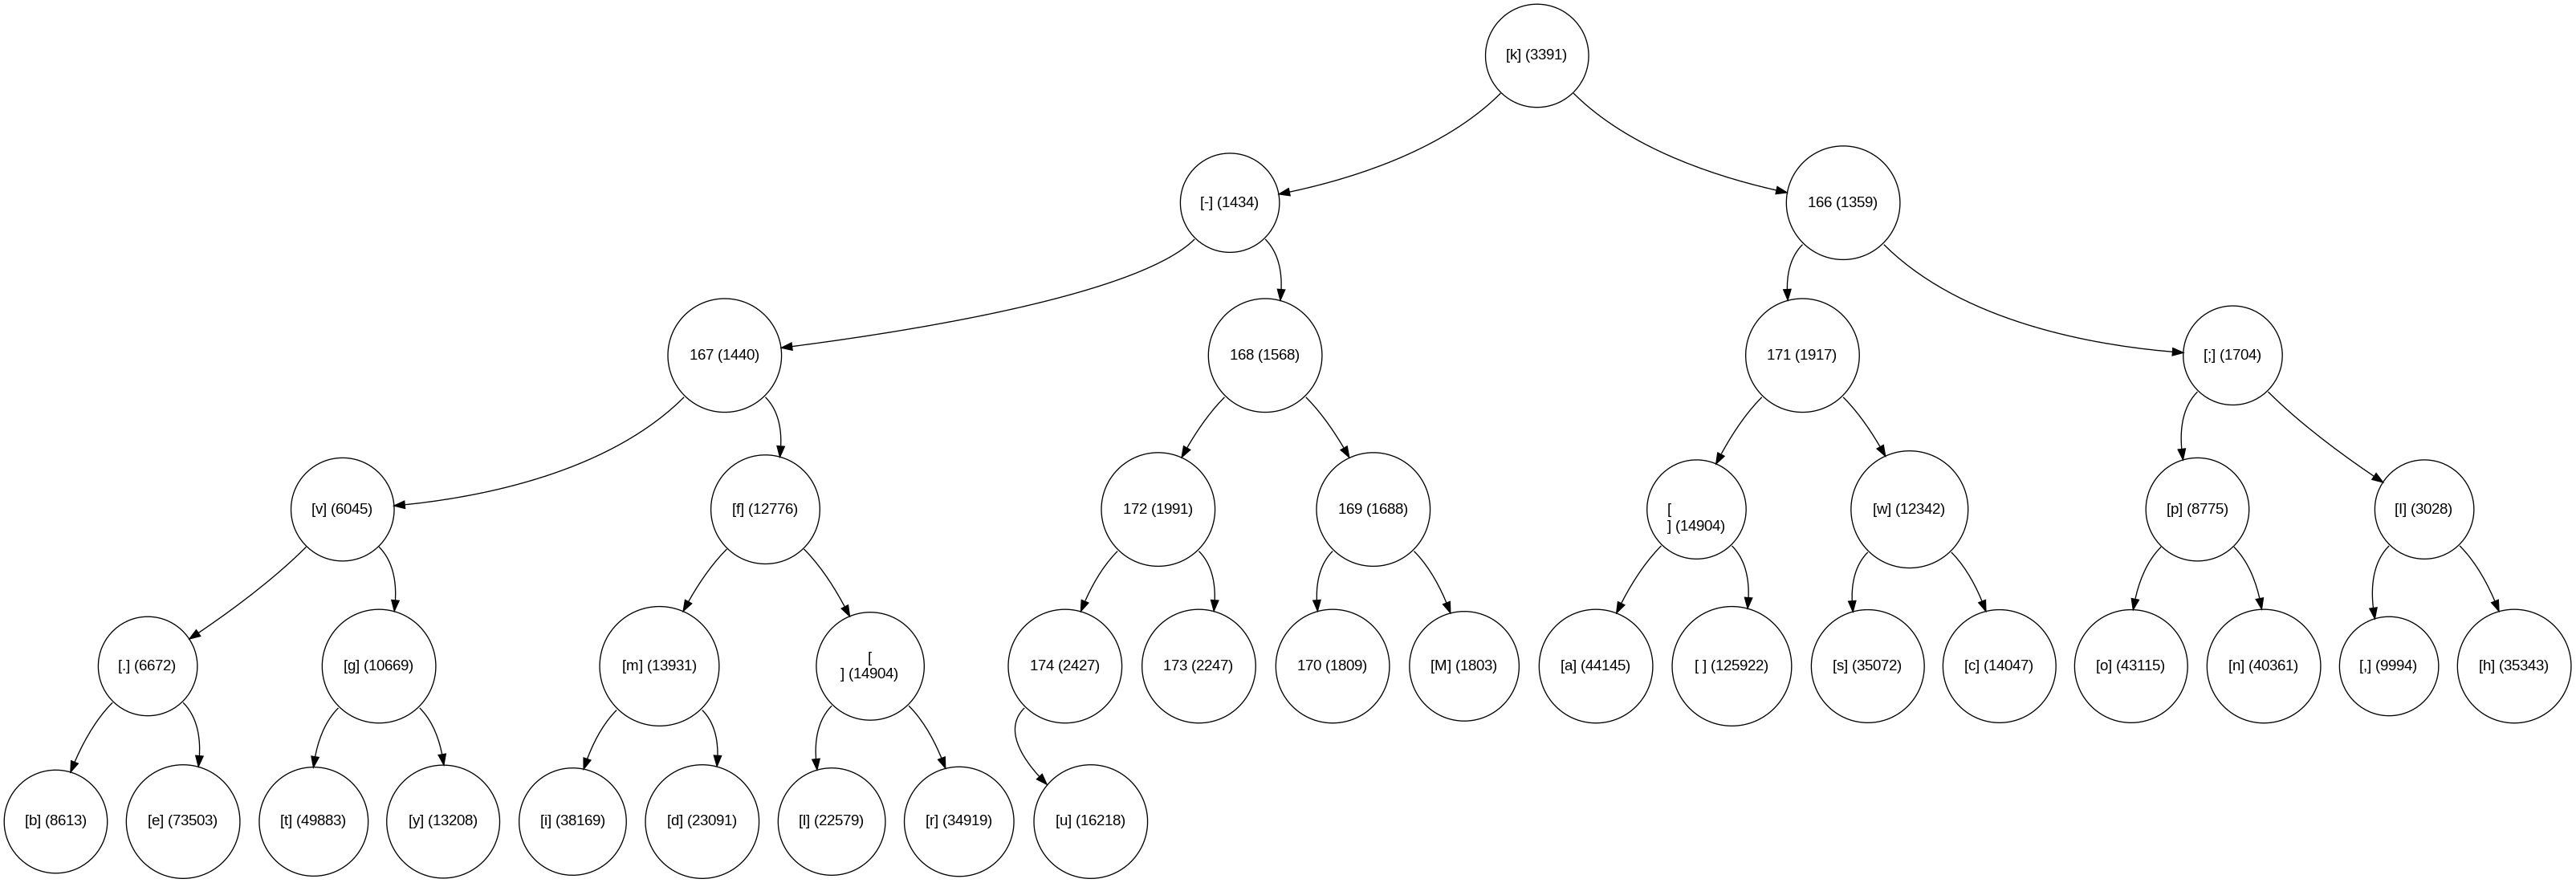 [k] (3391)
[-] (1434)
166 (1359)
167 (1440)
168 (1568)
171 (1917)
[;] (1704)
[v] (6045)
[f] (12776)
172 (1991)
169 (1688)
[
] (14904)
[w] (12342)
[p] (8775)
[I] (3028)
[.] (6672)
[g] (10669)
[m] (13931)
[
] (14904)
174 (2427)
173 (2247)
170 (1809)
[M] (1803)
[a] (44145)
[ ] (125922)
[s] (35072)
[c] (14047)
[o] (43115)
[n] (40361)
[,] (9994)
[h] (35343)
[b] (8613)
[e] (73503)
[t] (49883)
[y] (13208)
[i] (38169)
[d] (23091)
[l] (22579)
[r] (34919)
[u] (16218)